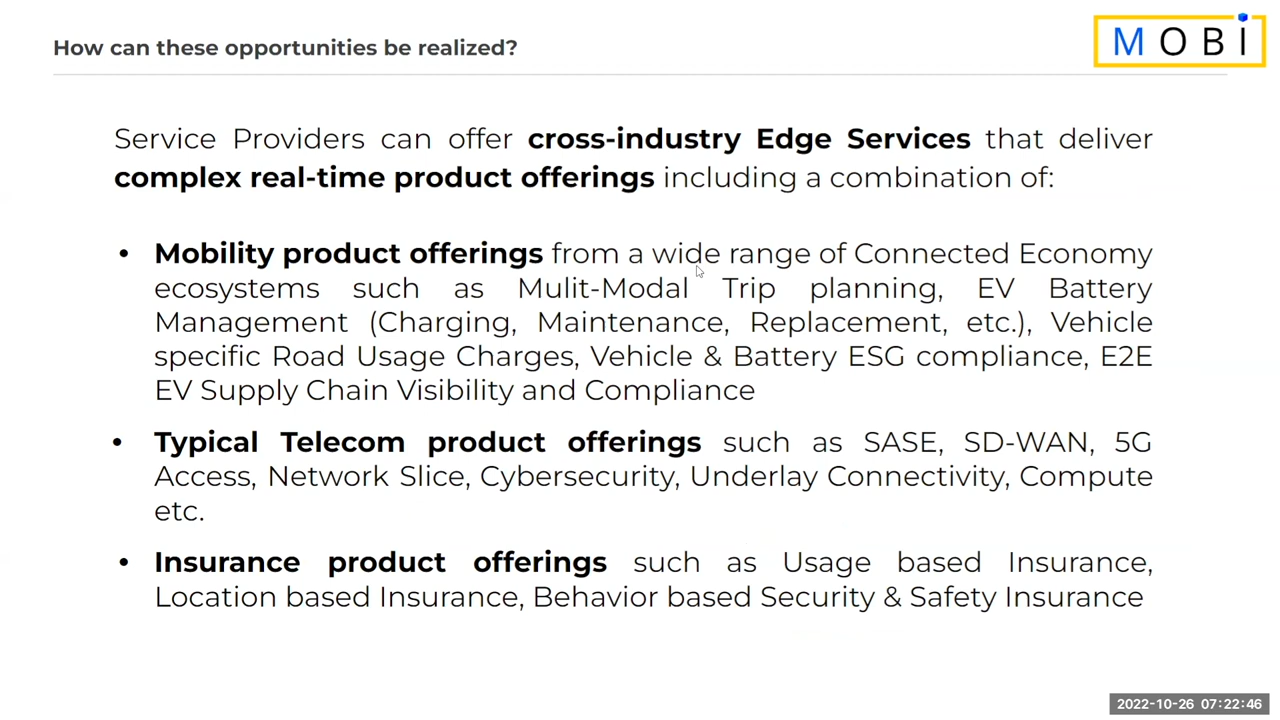 How can these opportunities be realized?
MOBI
Service Providers can offer cross-industry Edge Services that deliver
complex real-time product offerings including a combination of:
• Mobility product offerings from a wide range of Connected Economy
ecosystems such as Mulit-Modal Trip planning, EV Battery
Management (Charging, Maintenance, Replacement, etc.), Vehicle
specific Road Usage Charges, Vehicle & Battery ESG compliance, E2E
EV Supply Chain Visibility and Compliance
• Typical Telecom product offerings such as SASE, SD-WAN, 5G
Access, Network Slice, Cybersecurity, Underlay Connectivity, Compute
etc.
• Insurance product offerings such as Usage based Insurance,
Location based Insurance, Behavior based Security & Safety Insurance
2022-10-26 07:22:46